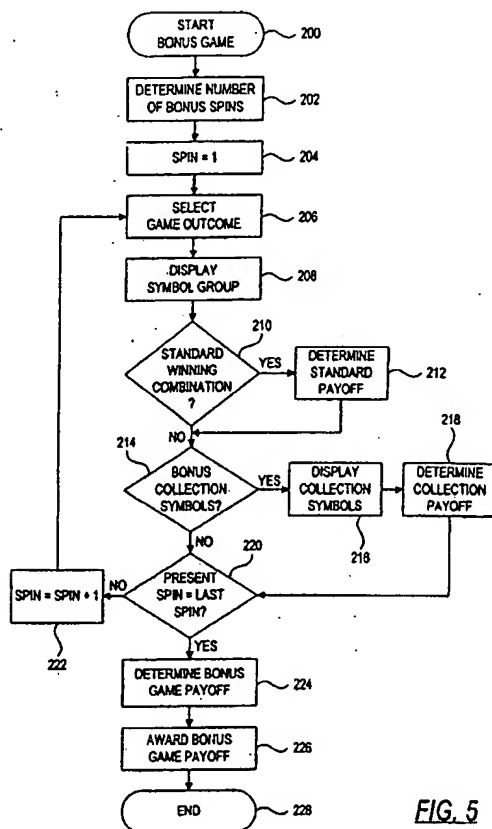 START
BONUS GAME
200
DETERMINE NUMBER
OF BONUS SPINS
202
SPIN = 1
204
SELECT
GAME OUTCOME
206
DISPLAY
SYMBOL GROUP
208
210
STANDARD
WINNING
COMBINATION
?
YES
DETERMINE
STANDARD
PAYOFF
212
NO
214
BONUS
COLLECTION
SYMBOLS?
YES
DISPLAY
COLLECTION
SYMBOLS
216
218
DETERMINE
COLLECTION
PAYOFF
NO
220
PRESENT
SPIN = LAST
SPIN?
NO
SPIN = SPIN + 1
222
YES
DETERMINE BONUS
GAME PAYOFF
224
AWARD BONUS
GAME PAYOFF
226
END
228
FIG. 5